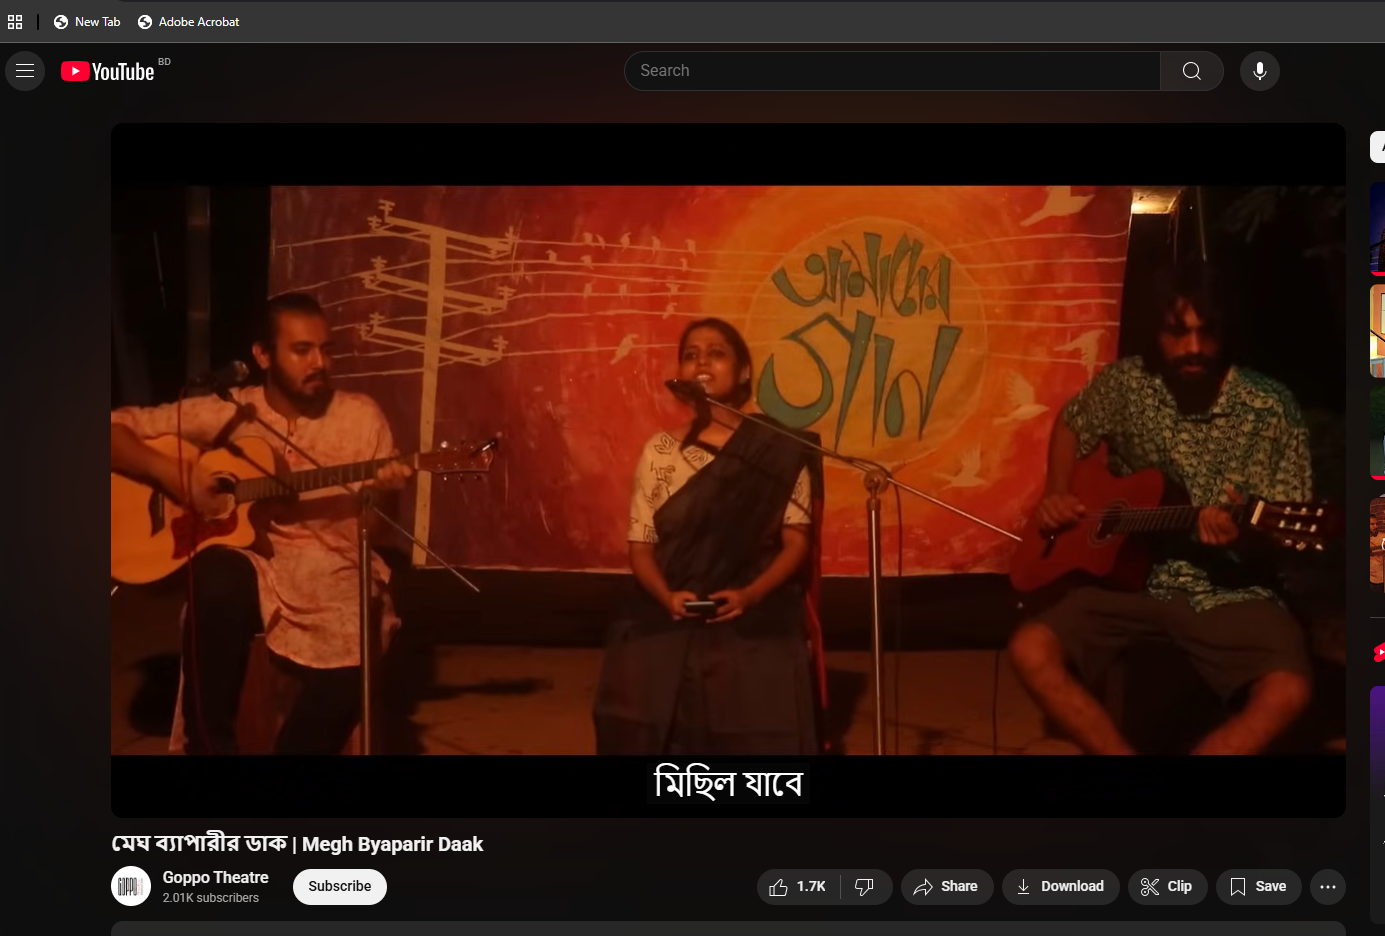 New Tab
Adobe Acrobat
YouTube BD
Search
আমাদের
গান
মিছিল যাবে
মেঘ ব্যাপারীর ডাক | Megh Byaparir Daak
GOPPO
Goppo Theatre
2.01K subscribers
Subscribe
1.7K
Share
Download
Clip
Save